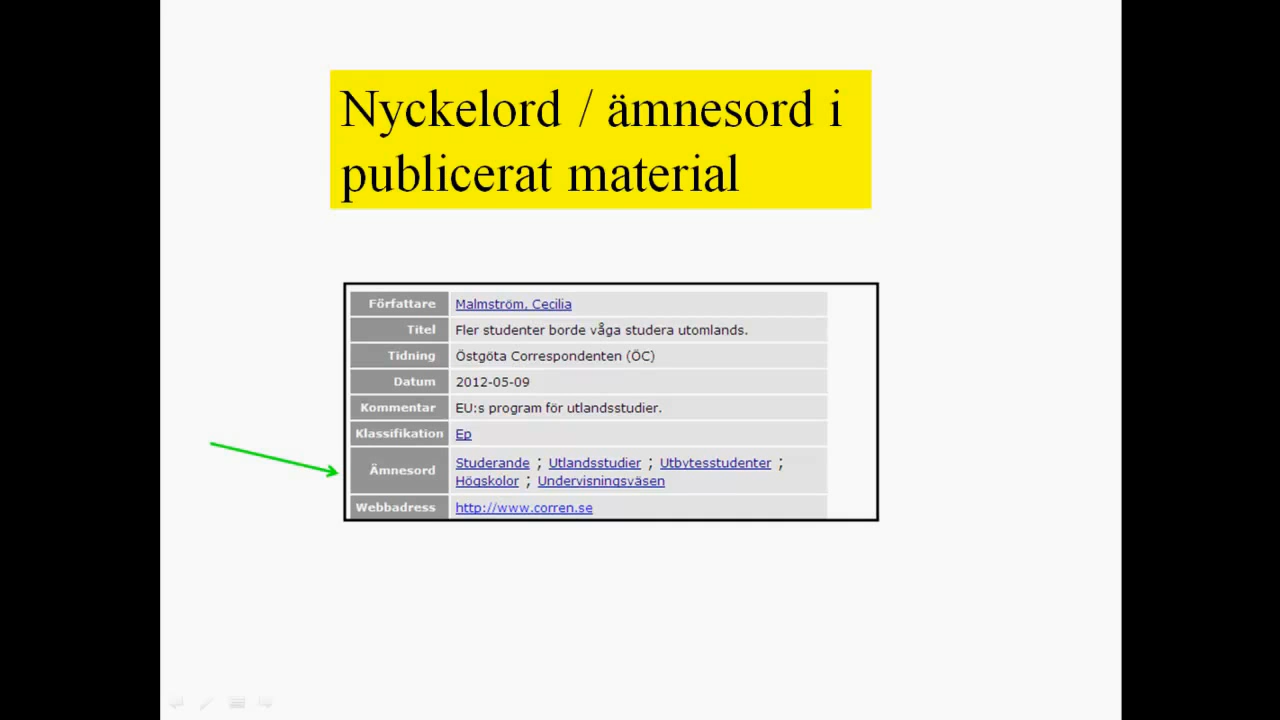 Nyckelord / ämnesord i
publicerat material
Författare Malmström, Cecilia
Titel Fler studenter borde våga studera utomlands.
Tidning Östgöta Correspondenten (ÖC)
Datum 2012-05-09
Kommentar EU:s program för utlandsstudier.
Klassifikation Ep
Ämnesord Studerande ; Utlandsstudier ; Utbytesstudenter ;
Högskolor ; Undervisningsväsen
Webbadress http://www.corren.se